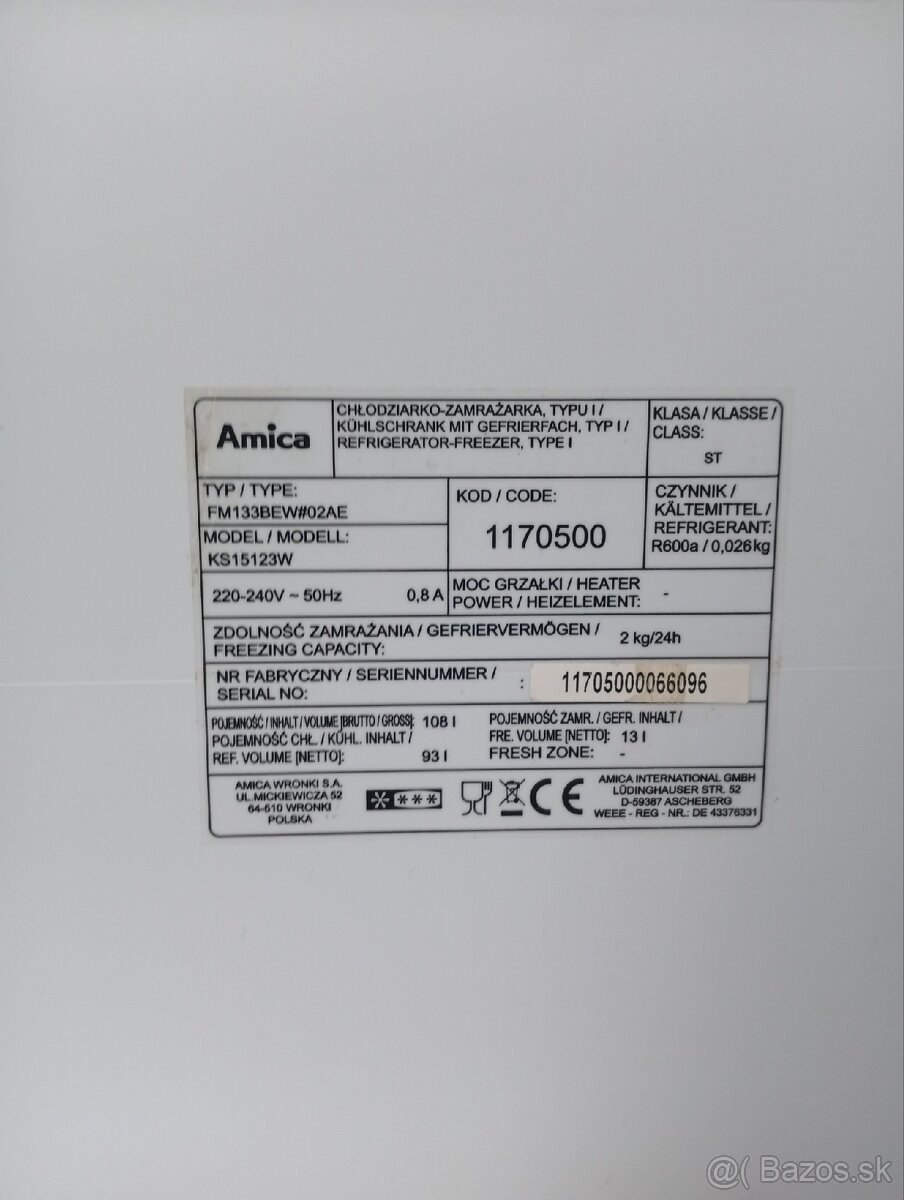 Amica
CHŁODZIARKO-ZAMRAŻARKA, TYPU I /
KÜHLSCHRANK MIT GEFRIERFACH, TYP I /
REFRIGERATOR-FREEZER, TYPE I
KLASA / KLASSE /
CLASS:
ST
TYP / TYPE:
FM133BEW#02AE
MODEL / MODELL:
KS15123W
KOD / CODE:
1170500
CZYNNIK /
KÄLTEMITTEL /
REFRIGERANT:
R600a / 0,026kg
220-240V ~ 50Hz 0,8 A
MOC GRZAŁKI / HEATER
POWER / HEIZELEMENT: -
ZDOLNOŚĆ ZAMRAŻANIA / GEFRIERVERMÖGEN /
FREEZING CAPACITY: 2 kg/24h
NR FABRYCZNY / SERIENNUMMER /
SERIAL NO: : 11705000066096
POJEMNOŚĆ / INHALT / VOLUME [BRUTTO / GROSS]: 108 l
POJEMNOŚĆ CHŁ. / KÜHL. INHALT /
REF. VOLUME [NETTO]: 93 l
POJEMNOŚĆ ZAMR. / GEFR. INHALT /
FRE. VOLUME [NETTO]: 13 l
FRESH ZONE: -
AMICA WRONKI S.A.
UL.MICKIEWICZA 52
64-510 WRONKI
POLSKA
CE
AMICA INTERNATIONAL GMBH
LÜDINGHAUSER STR. 52
D-59387 ASCHEBERG
WEEE - REG - NR.: DE 43376331
@( Bazos.sk